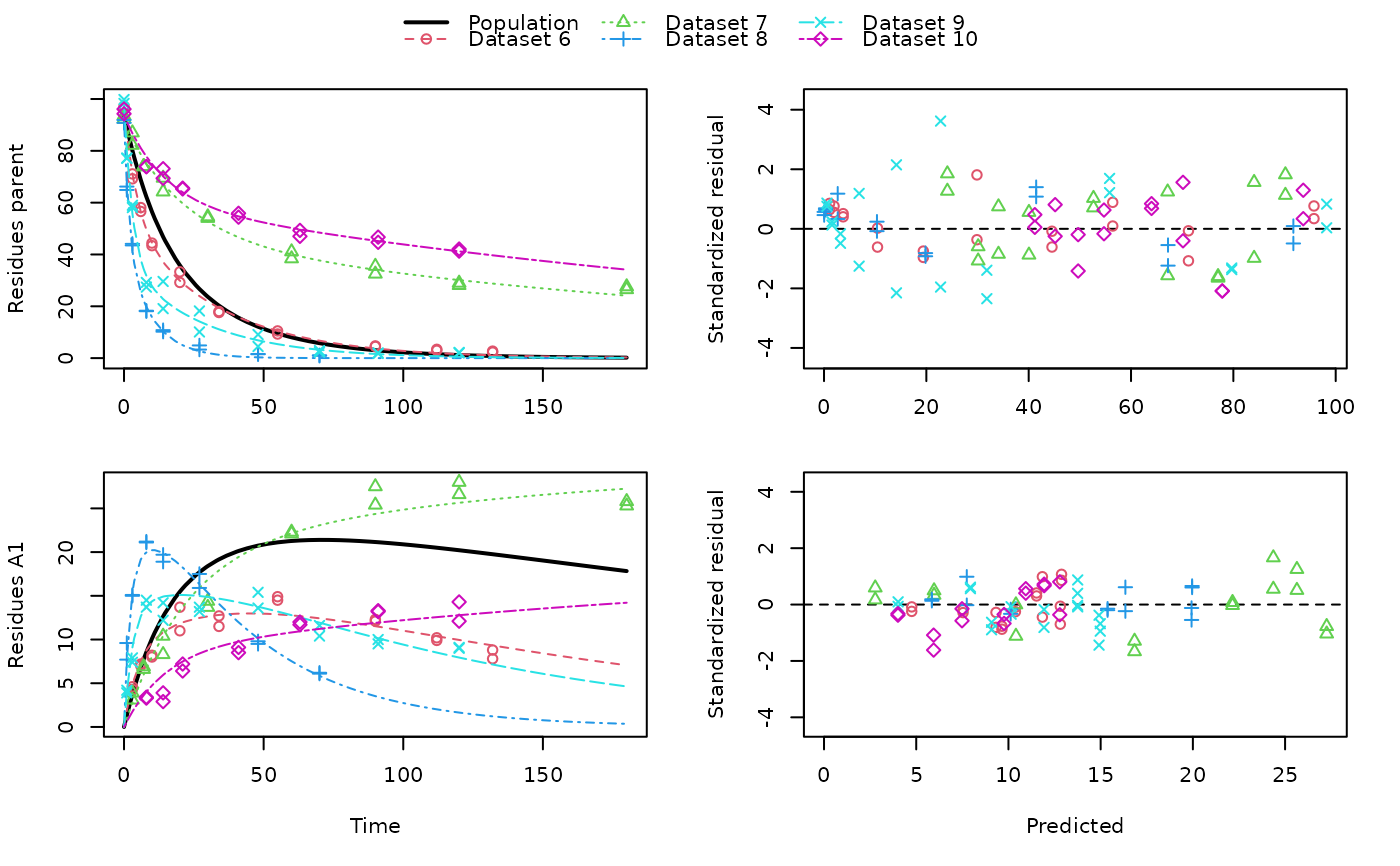 Population Dataset 7 Dataset 9
Dataset 6 Dataset 8 Dataset 10
Residues parent
0 20 40 60 80
0 50 100 150
Standardized residual
-4 -2 0 2 4
0 20 40 60 80 100
Residues A1
0 5 10 20
0 50 100 150
Time
Standardized residual
-4 -2 0 2 4
0 5 10 15 20 25
Predicted